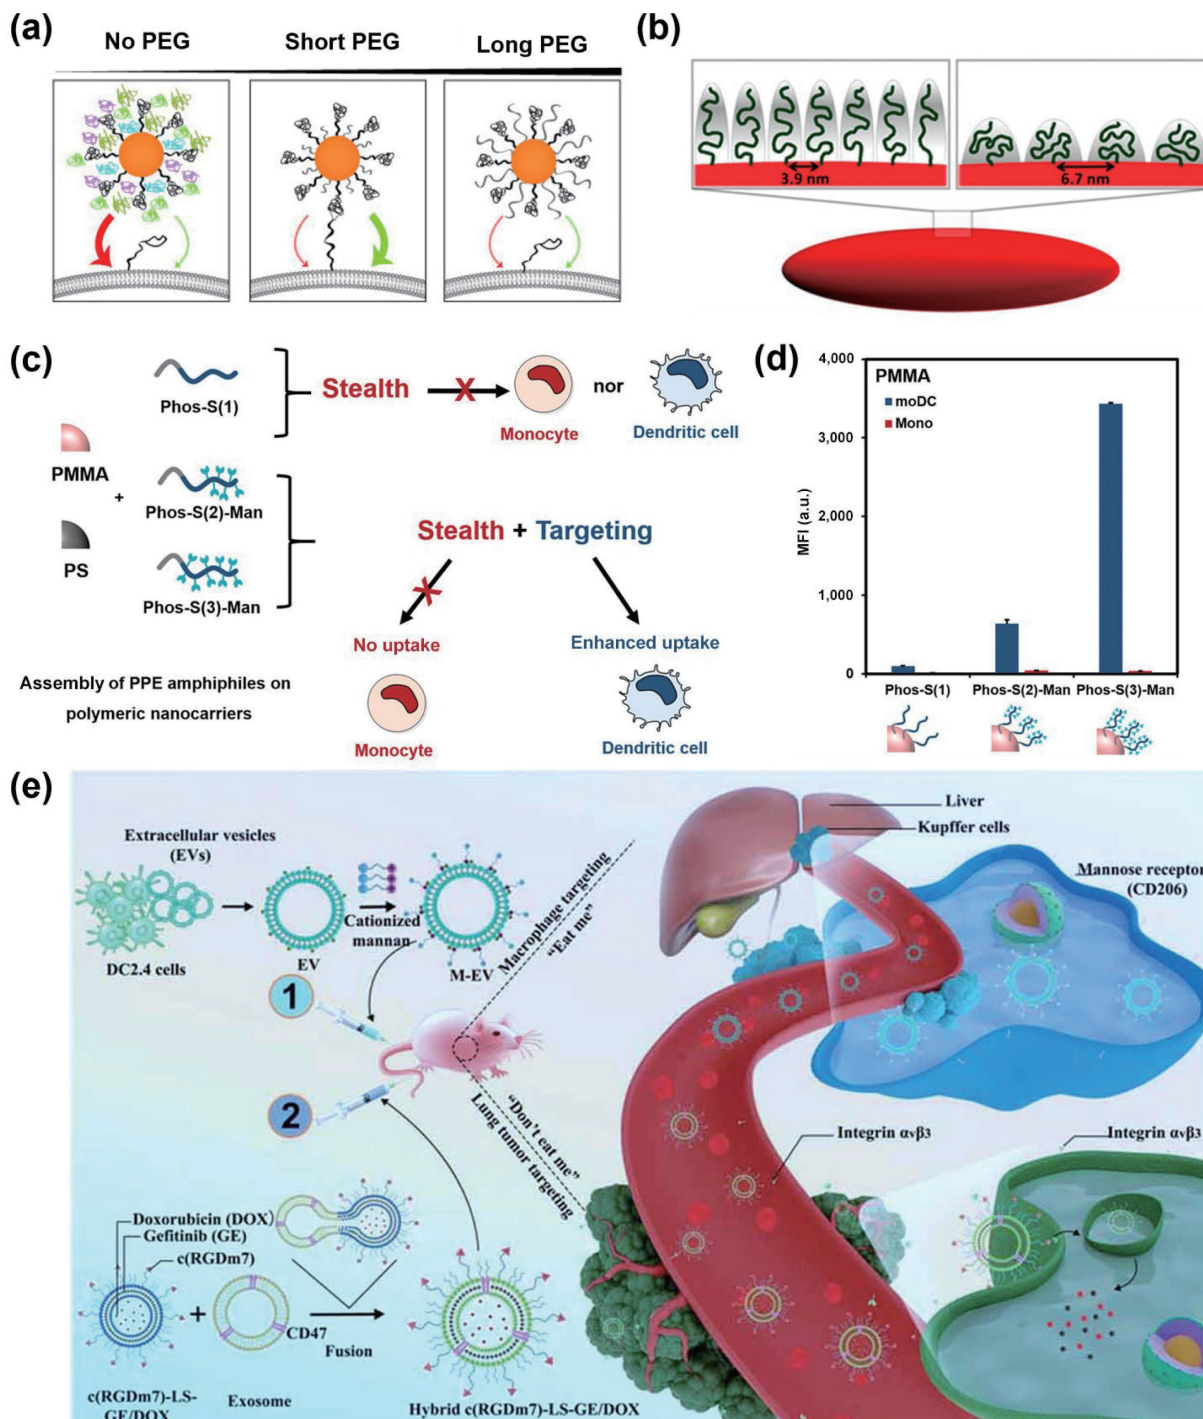 (a)
No PEG
Short PEG
Long PEG
(b)
3.9 nm
6.7 nm
(c)
Phos-S(1)
PMMA
+
PS
Phos-S(2)-Man
Phos-S(3)-Man
Stealth
X
Monocyte
nor
Dendritic cell
Stealth + Targeting
X
No uptake
Enhanced uptake
Monocyte
Dendritic cell
Assembly of PPE amphiphiles on
polymeric nanocarriers
(d)
PMMA
moDC
Mono
MFI (a.u.)
4,000
3,000
2,000
1,000
0
Phos-S(1)
Phos-S(2)-Man
Phos-S(3)-Man
(e)
Extracellular vesicles
(EVs)
DC2.4 cells
EV
Cationized
mannan
M-EV
1
2
Macrophage targeting
“Eat me”
“Don't eat me”
Lung tumor targeting
Liver
Kupffer cells
Mannose receptor
(CD206)
Integrin αvβ3
Integrin αvβ3
Doxorubicin (DOX)
Gefitinib (GE)
c(RGDm7)
+
CD47
Fusion
c(RGDm7)-LS-
GE/DOX
Exosome
Hybrid c(RGDm7)-LS-GE/DOX